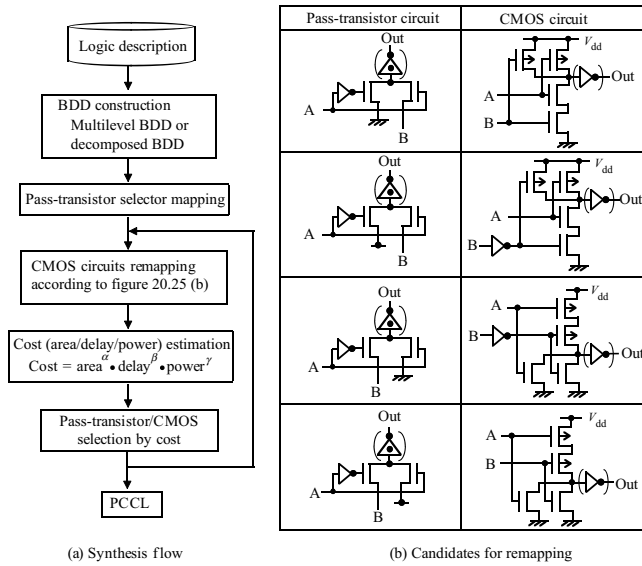 Logic description
BDD construction
Multilevel BDD or
decomposed BDD
Pass-transistor selector mapping
CMOS circuits remapping
according to figure 20.25 (b)
Cost (area/delay/power) estimation
Cost = area^α • delay^β • power^γ
Pass-transistor/CMOS
selection by cost
PCCL
(a) Synthesis flow
Pass-transistor circuit CMOS circuit
Out
A
B
Vdd
A
B
Out
Out
A
B
Vdd
A
B
Out
Out
A
B
Vdd
A
B
Out
Out
A
B
Vdd
A
B
Out
(b) Candidates for remapping